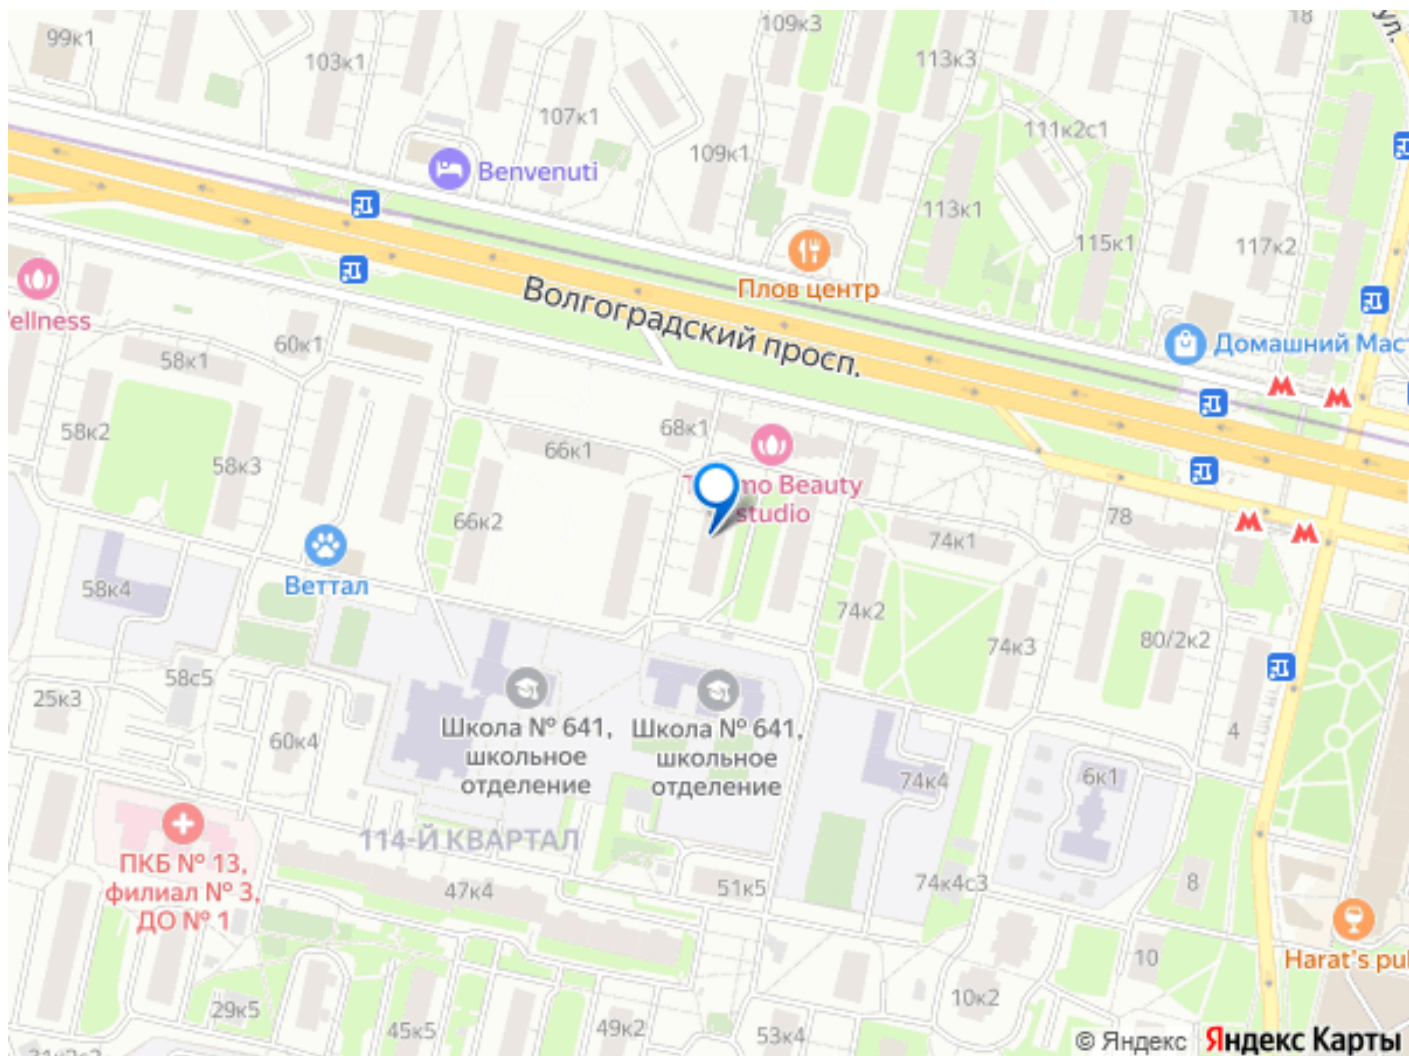 99к1
103к1
109к3
113к3
18
ул.
107к1
111к2с1
109к1
Benvenuti
113к1
115к1
117к2
Плов центр
Волгоградский просп.
ellness
Домашний Маст
58к1
60к1
58к2
58к3
66к1
68к1
mo Beauty
studio
66к2
78
74к1
Веттал
58к4
74к2
74к3
80/2к2
58с5
25к3
60к4
Школа № 641,
школьное
отделение
Школа № 641,
школьное
отделение
4
74к4
6к1
114-Й КВАРТАЛ
ПКБ № 13,
филиал № 3,
ДО № 1
47к4
51к5
74к4с3
8
Harat's pu
10
29к5
45к5
49к2
53к4
10к2
© Яндекс
Яндекс Карты